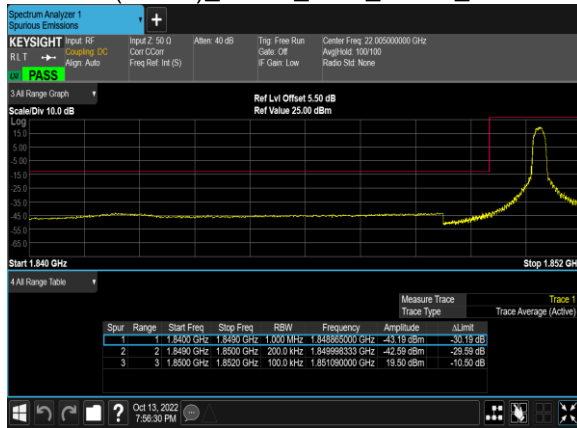 Spectrum Analyzer 1
Spurious Emissions
+
KEYSIGHT Input: RF
Coupling: DC
Align: Auto
Input Z: 50 Ω
Corr CCorr
Freq Ref: Int (S)
Atten: 40 dB
Trig: Free Run
Gate: Off
IF Gain: Low
Center Freq: 22.005000000 GHz
Avg|Hold: 100/100
Radio Std: None
R L T
LW PASS
3 All Range Graph
Ref Lvl Offset 5.50 dB
Scale/Div 10.0 dB
Ref Value 25.00 dBm
Log
15.0
5.00
-5.00
-15.0
-25.0
-35.0
-45.0
-55.0
-65.0
Start 1.840 GHz
Stop 1.852 GH
4 All Range Table
Measure Trace Trace 1
Trace Type Trace Average (Active)
Spur Range Start Freq Stop Freq RBW Frequency Amplitude ΔLimit
1 1 1.8400 GHz 1.8490 GHz 1.000 MHz 1.848865000 GHz -43.19 dBm -30.19 dB
2 2 1.8490 GHz 1.8500 GHz 200.0 kHz 1.849998333 GHz -42.59 dBm -29.59 dB
3 3 1.8500 GHz 1.8520 GHz 100.0 kHz 1.851090000 GHz 19.50 dBm -10.50 dB
?
Oct 13, 2022
7:56:30 PM